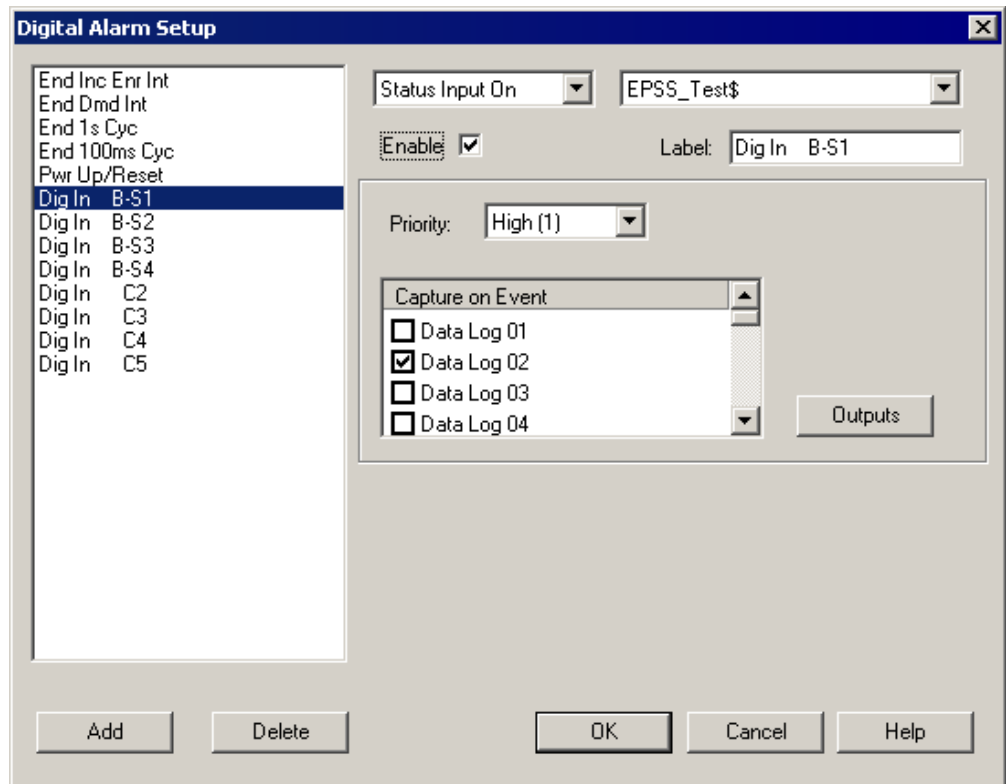 Digital Alarm Setup
End Inc Enr Int
End Dmd Int
End 1s Cyc
End 100ms Cyc
Pwr Up/Reset
Dig In B-S1
Dig In B-S2
Dig In B-S3
Dig In B-S4
Dig In C2
Dig In C3
Dig In C4
Dig In C5
Status Input On
EPSS_Test$
Enable
Label: Dig In B-S1
Priority: High (1)
Capture on Event
Data Log 01
Data Log 02
Data Log 03
Data Log 04
Outputs
Add
Delete
OK
Cancel
Help